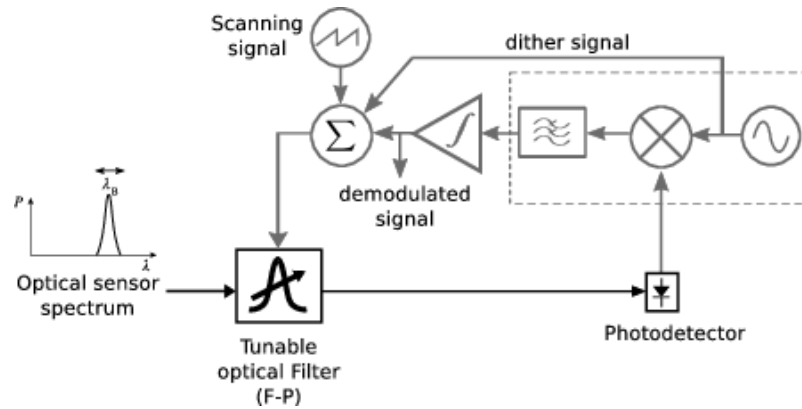 Scanning
signal
dither signal
Σ
∫
demodulated
signal
λB
P
λ
Optical sensor
spectrum
Photodetector
Tunable
optical Filter
(F-P)